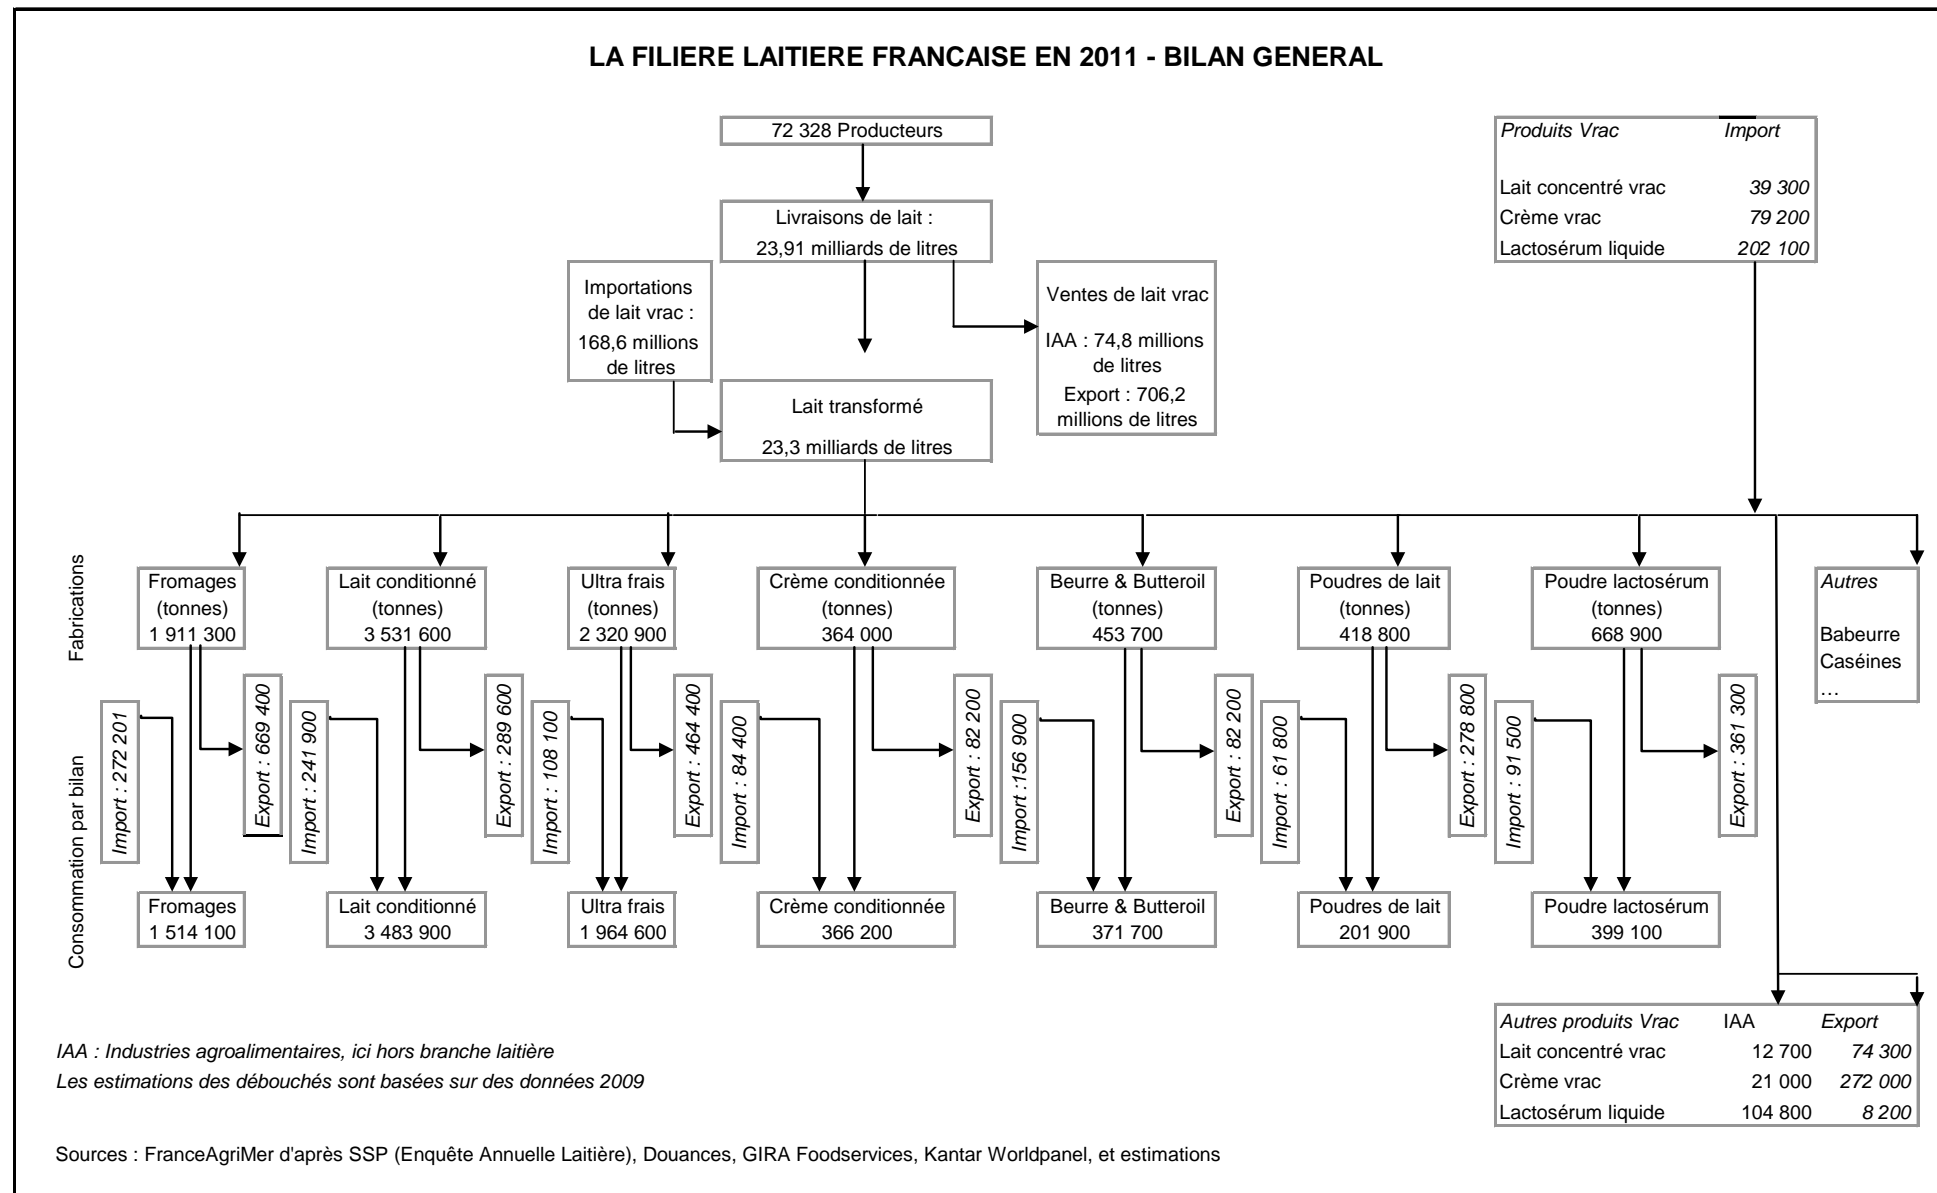 LA FILIERE LAITIERE FRANCAISE EN 2011 - BILAN GENERAL
72 328 Producteurs
Produits Vrac Import
Lait concentré vrac 39 300
Crème vrac 79 200
Lactosérum liquide 202 100
Livraisons de lait :
23,91 milliards de litres
Importations
de lait vrac :
168,6 millions
de litres
Ventes de lait vrac
IAA : 74,8 millions
de litres
Export : 706,2
millions de litres
Lait transformé
23,3 milliards de litres
Fabrications
Fromages
(tonnes)
1 911 300
Lait conditionné
(tonnes)
3 531 600
Ultra frais
(tonnes)
2 320 900
Crème conditionnée
(tonnes)
364 000
Beurre & Butteroil
(tonnes)
453 700
Poudres de lait
(tonnes)
418 800
Poudre lactosérum
(tonnes)
668 900
Autres
Babeurre
Caséines
...
Consommation par bilan
Import : 272 201
Export : 669 400
Import : 241 900
Export : 289 600
Import : 108 100
Export : 464 400
Import : 84 400
Export : 82 200
Import :156 900
Export : 82 200
Import : 61 800
Export : 278 800
Import : 91 500
Export : 361 300
Fromages
1 514 100
Lait conditionné
3 483 900
Ultra frais
1 964 600
Crème conditionnée
366 200
Beurre & Butteroil
371 700
Poudres de lait
201 900
Poudre lactosérum
399 100
Autres produits Vrac IAA Export
Lait concentré vrac 12 700 74 300
Crème vrac 21 000 272 000
Lactosérum liquide 104 800 8 200
IAA : Industries agroalimentaires, ici hors branche laitière
Les estimations des débouchés sont basées sur des données 2009
Sources : FranceAgriMer d'après SSP (Enquête Annuelle Laitière), Douances, GIRA Foodservices, Kantar Worldpanel, et estimations